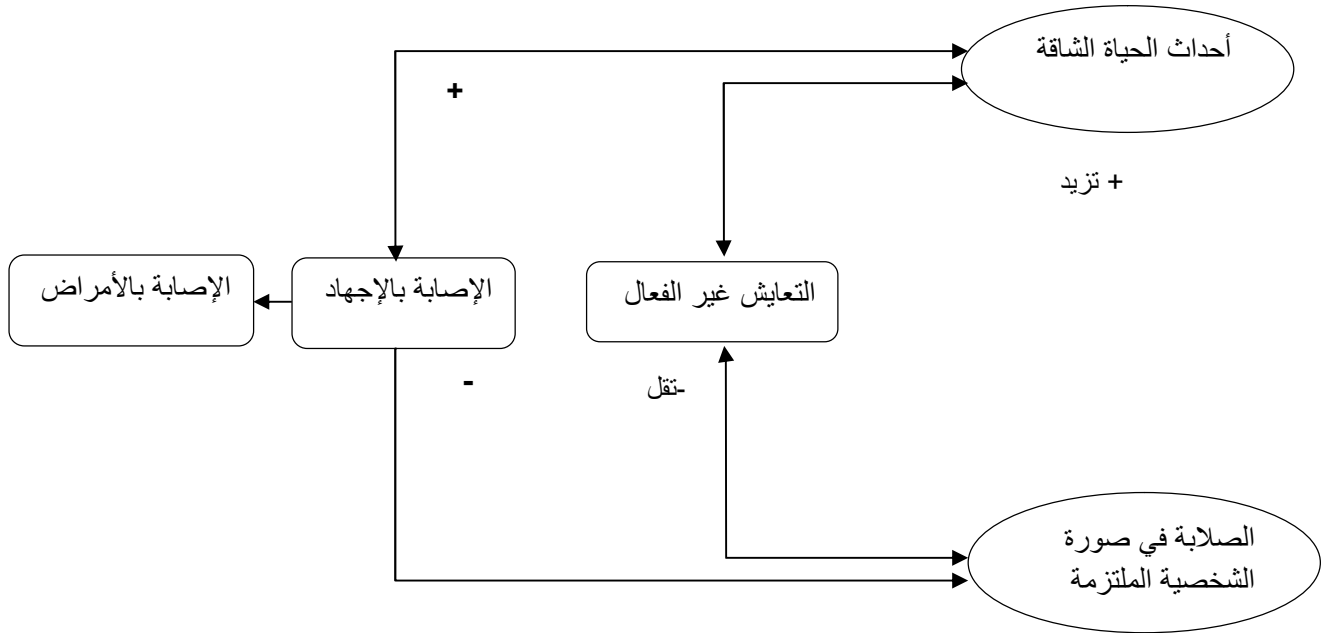 أحداث الحياة الشاقة
+
+ تزيد
التعايش غير الفعال
الإصابة بالإجهاد
الإصابة بالأمراض
-تقل
-
الصلابة في صورة
الشخصية الملتزمة